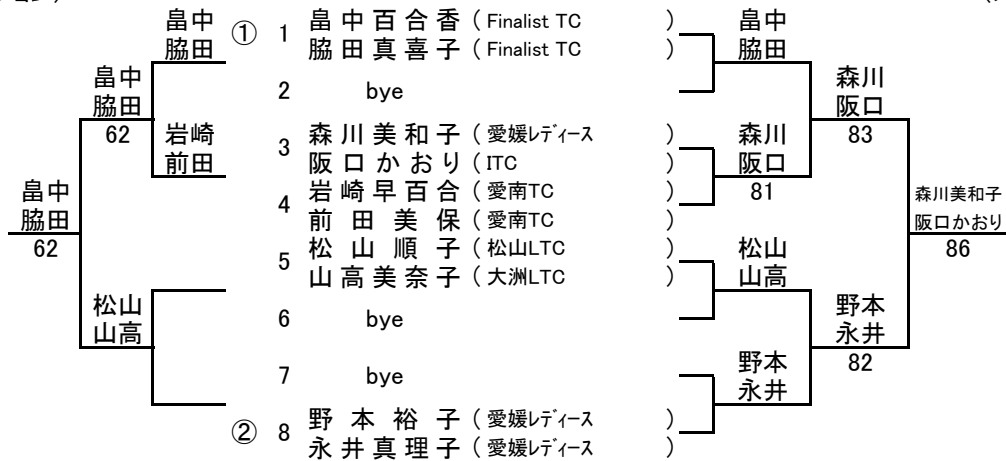 畠中 ① 1 畠中百合香 ( Finalist TC ) 畠中
脇田 脇田真喜子 ( Finalist TC ) 脇田
畠中 森川
脇田 2 bye 阪口
62 83
岩崎 3 森川美和子 ( 愛媛レディース ) 森川
前田 阪口かおり ( ITC ) 阪口
畠中 4 岩崎早百合 ( 愛南TC ) 81 森川美和子
脇田 前田美保 ( 愛南TC ) 阪口かおり
62 5 松山順子 ( 松山LTC ) 松山 86
山高美奈子 ( 大洲LTC ) 山高
松山 6 bye 野本
山高 永井
7 bye 野本 82
永井
② 8 野本裕子 ( 愛媛レディース )
永井真理子 ( 愛媛レディース )